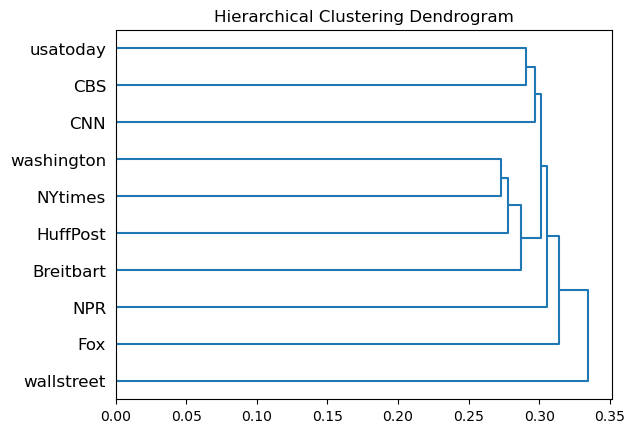 Hierarchical Clustering Dendrogram
usatoday
CBS
CNN
washington
NYtimes
HuffPost
Breitbart
NPR
Fox
wallstreet
0.00 0.05 0.10 0.15 0.20 0.25 0.30 0.35